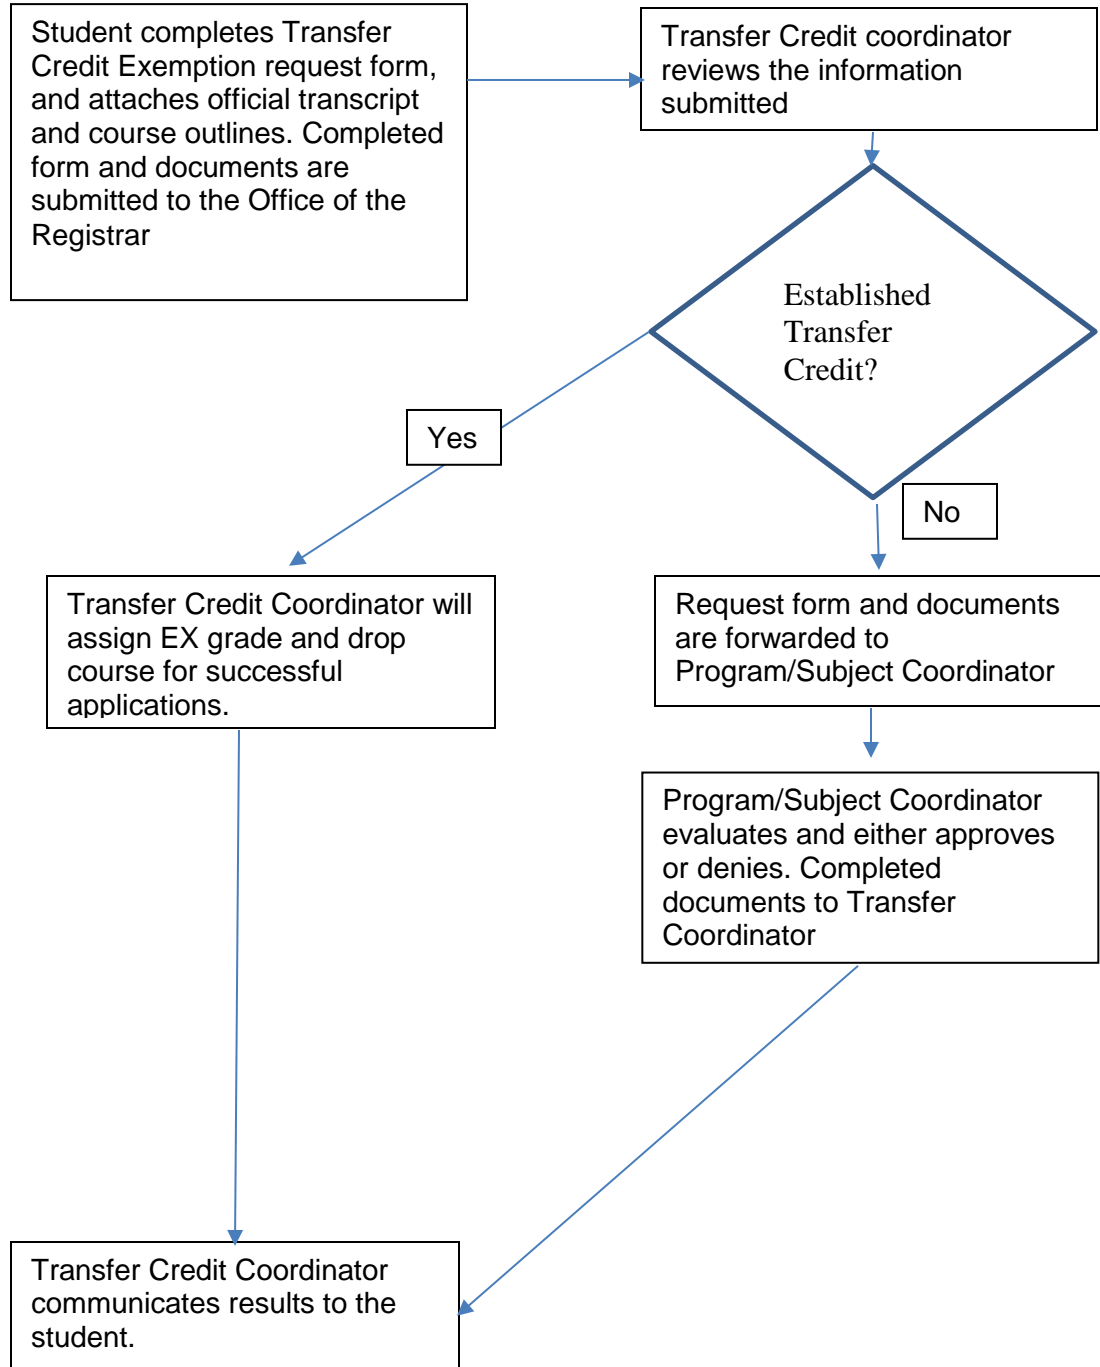 Student completes Transfer
Credit Exemption request form,
and attaches official transcript
and course outlines. Completed
form and documents are
submitted to the Office of the
Registrar
Transfer Credit coordinator
reviews the information
submitted
Established
Transfer
Credit?
Yes
No
Transfer Credit Coordinator will
assign EX grade and drop
course for successful
applications.
Request form and documents
are forwarded to
Program/Subject Coordinator
Program/Subject Coordinator
evaluates and either approves
or denies. Completed
documents to Transfer
Coordinator
Transfer Credit Coordinator
communicates results to the
student.